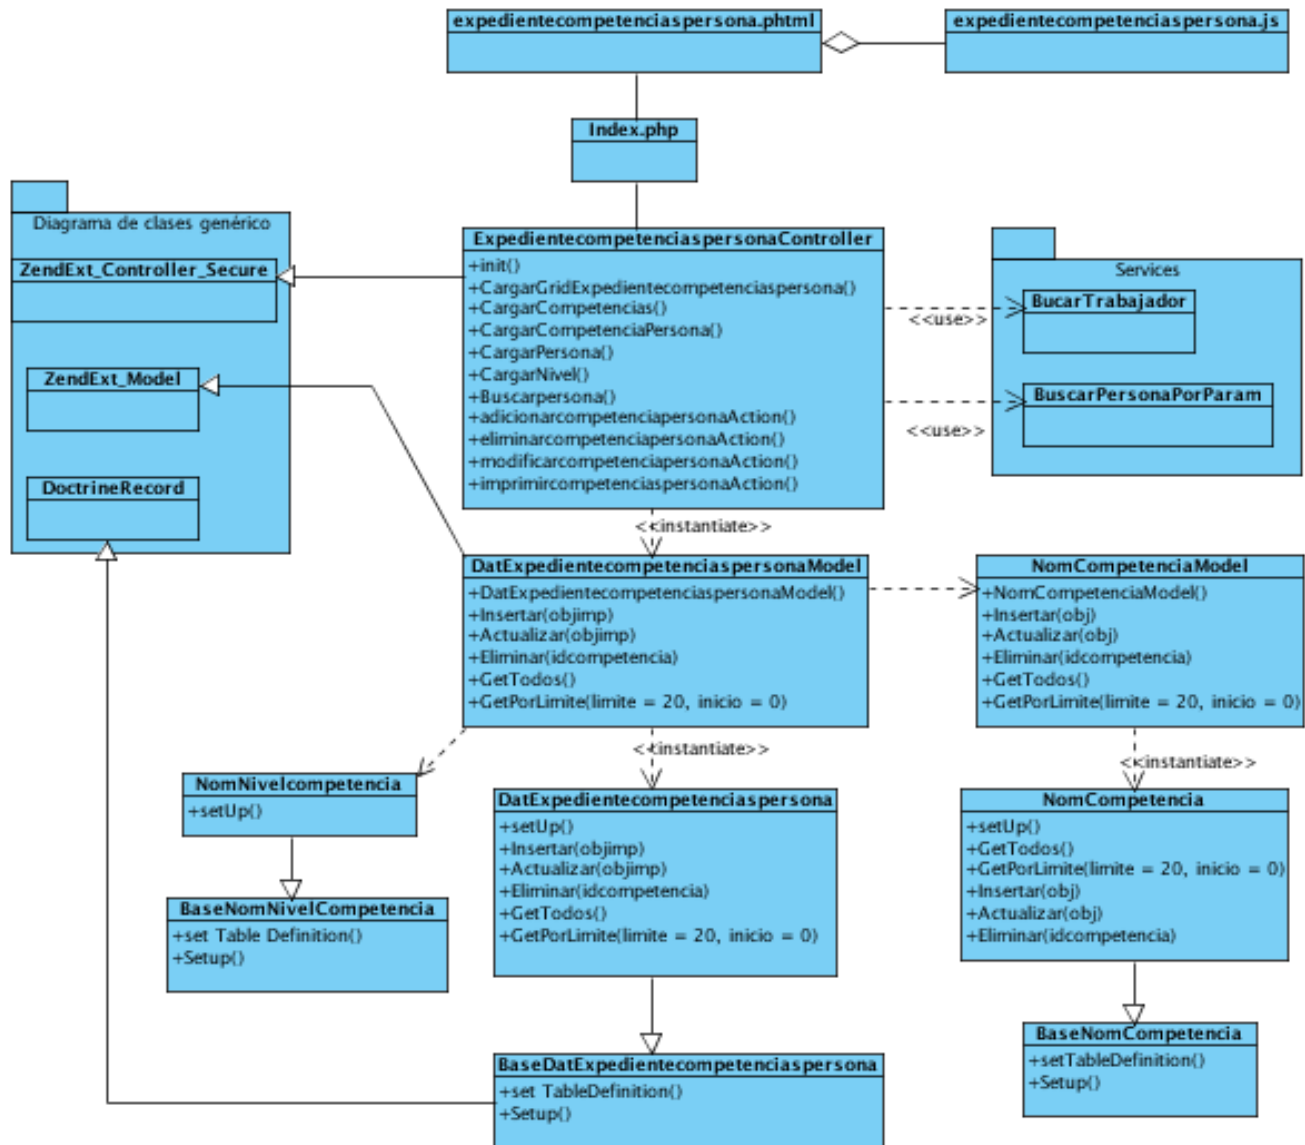 expedientecompetenciaspersona.phtml
expedientecompetenciaspersona.js
Index.php
Diagrama de clases genérico
ZendExt_Controller_Secure
ZendExt_Model
DoctrineRecord
ExpedientecompetenciaspersonaController
+init()
+CargarGridExpedientecompetenciaspersona()
+CargarCompetencias()
+CargarCompetenciaPersona()
+CargarPersona()
+CargarNivel()
+Buscarpersona()
+adicionarcompetenciapersonaAction()
+eliminarcompetenciapersonaAction()
+modificarcompetenciapersonaAction()
+imprimircompetenciaspersonaAction()
<<use>>
<<use>>
Services
BucarTrabajador
BuscarPersonaPorParam
<<instantiate>>
DatExpedientecompetenciaspersonaModel
+DatExpedientecompetenciaspersonaModel()
+Insertar(objimp)
+Actualizar(objimp)
+Eliminar(idcompetencia)
+GetTodos()
+GetPorLimite(limite = 20, inicio = 0)
NomCompetenciaModel
+NomCompetenciaModel()
+Insertar(obj)
+Actualizar(obj)
+Eliminar(idcompetencia)
+GetTodos()
+GetPorLimite(limite = 20, inicio = 0)
<<instantiate>>
<<instantiate>>
NomNivelcompetencia
+setUp()
DatExpedientecompetenciaspersona
+setUp()
+Insertar(objimp)
+Actualizar(objimp)
+Eliminar(idcompetencia)
+GetTodos()
+GetPorLimite(limite = 20, inicio = 0)
NomCompetencia
+setUp()
+GetTodos()
+GetPorLimite(limite = 20, inicio = 0)
+Insertar(obj)
+Actualizar(obj)
+Eliminar(idcompetencia)
BaseNomNivelCompetencia
+set Table Definition()
+Setup()
BaseDatExpedientecompetenciaspersona
+set TableDefinition()
+Setup()
BaseNomCompetencia
+setTableDefinition()
+Setup()